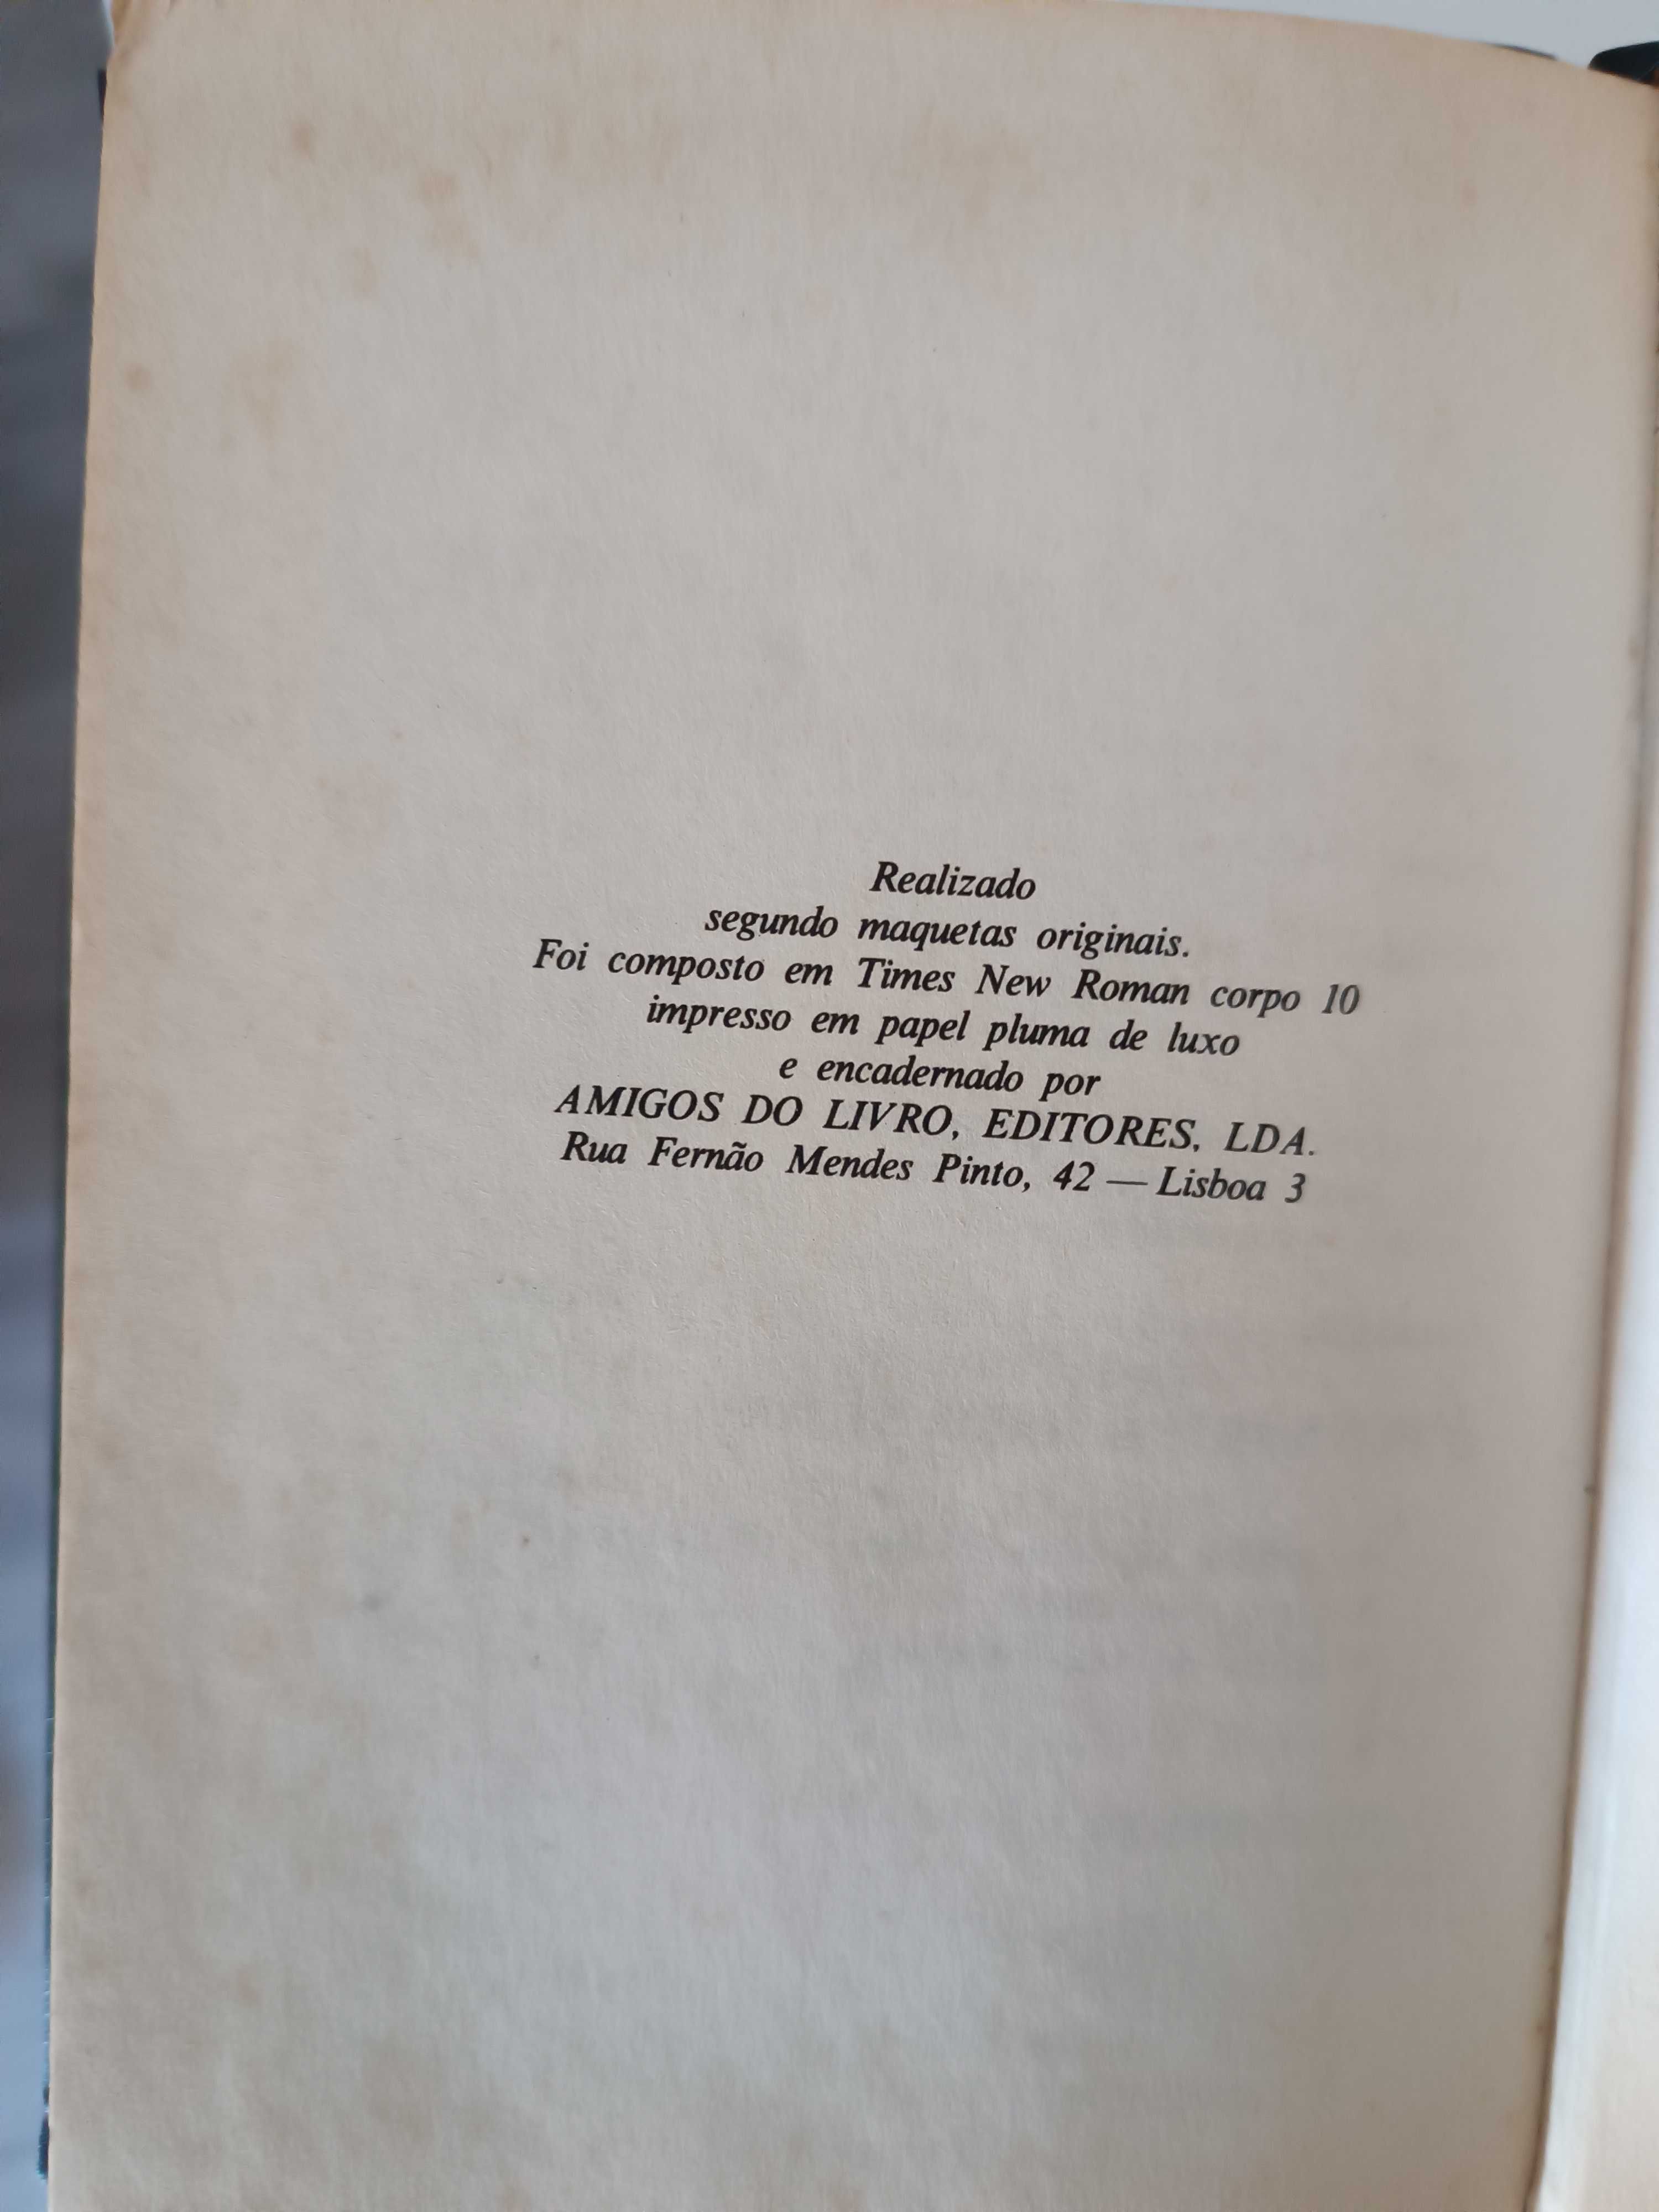 Realizado
segundo maquetas originais.
Foi composto em Times New Roman corpo 10
impresso em papel pluma de luxo
e encadernado por
AMIGOS DO LIVRO, EDITORES, LDA.
Rua Fernão Mendes Pinto, 42 — Lisboa 3